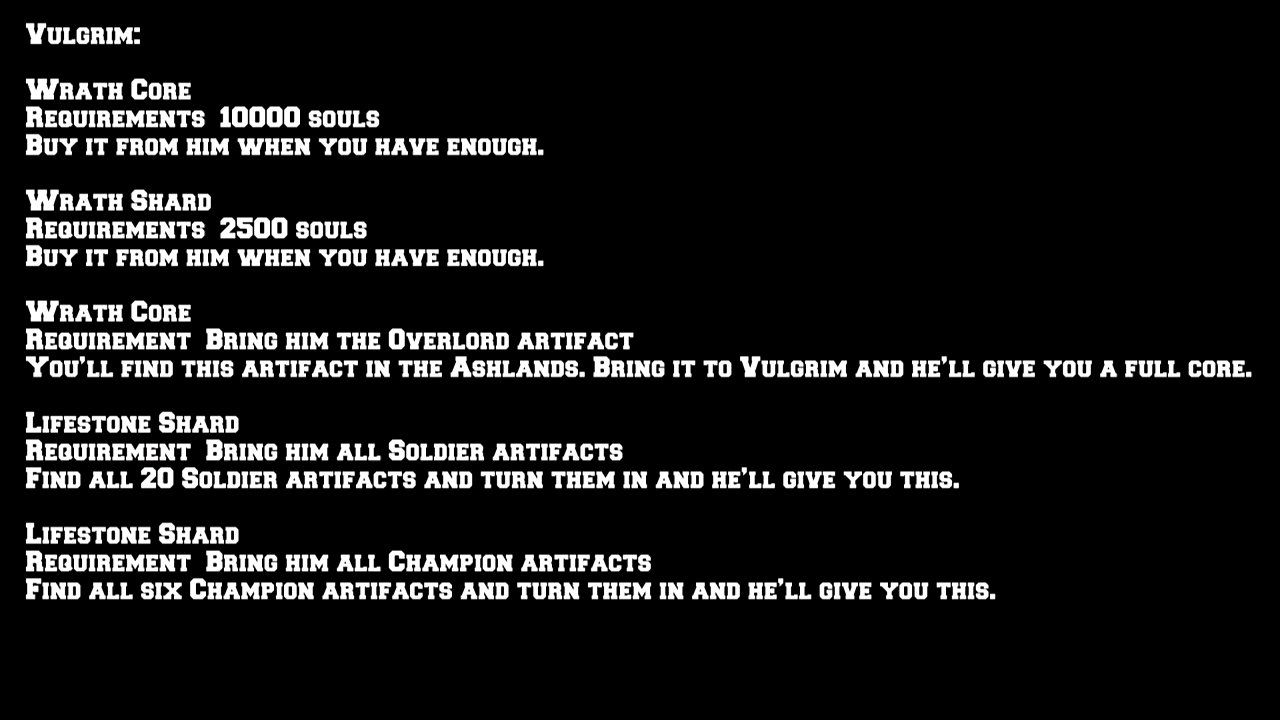 Vulgrim:
Wrath Core
Requirements  10000 souls
Buy it from him when you have enough.
Wrath Shard
Requirements  2500 souls
Buy it from him when you have enough.
Wrath Core
Requirement  Bring him the Overlord artifact
You'll find this artifact in the Ashlands. Bring it to Vulgrim and he'll give you a full core.
Lifestone Shard
Requirement  Bring him all Soldier artifacts
Find all 20 Soldier artifacts and turn them in and he'll give you this.
Lifestone Shard
Requirement  Bring him all Champion artifacts
Find all six Champion artifacts and turn them in and he'll give you this.